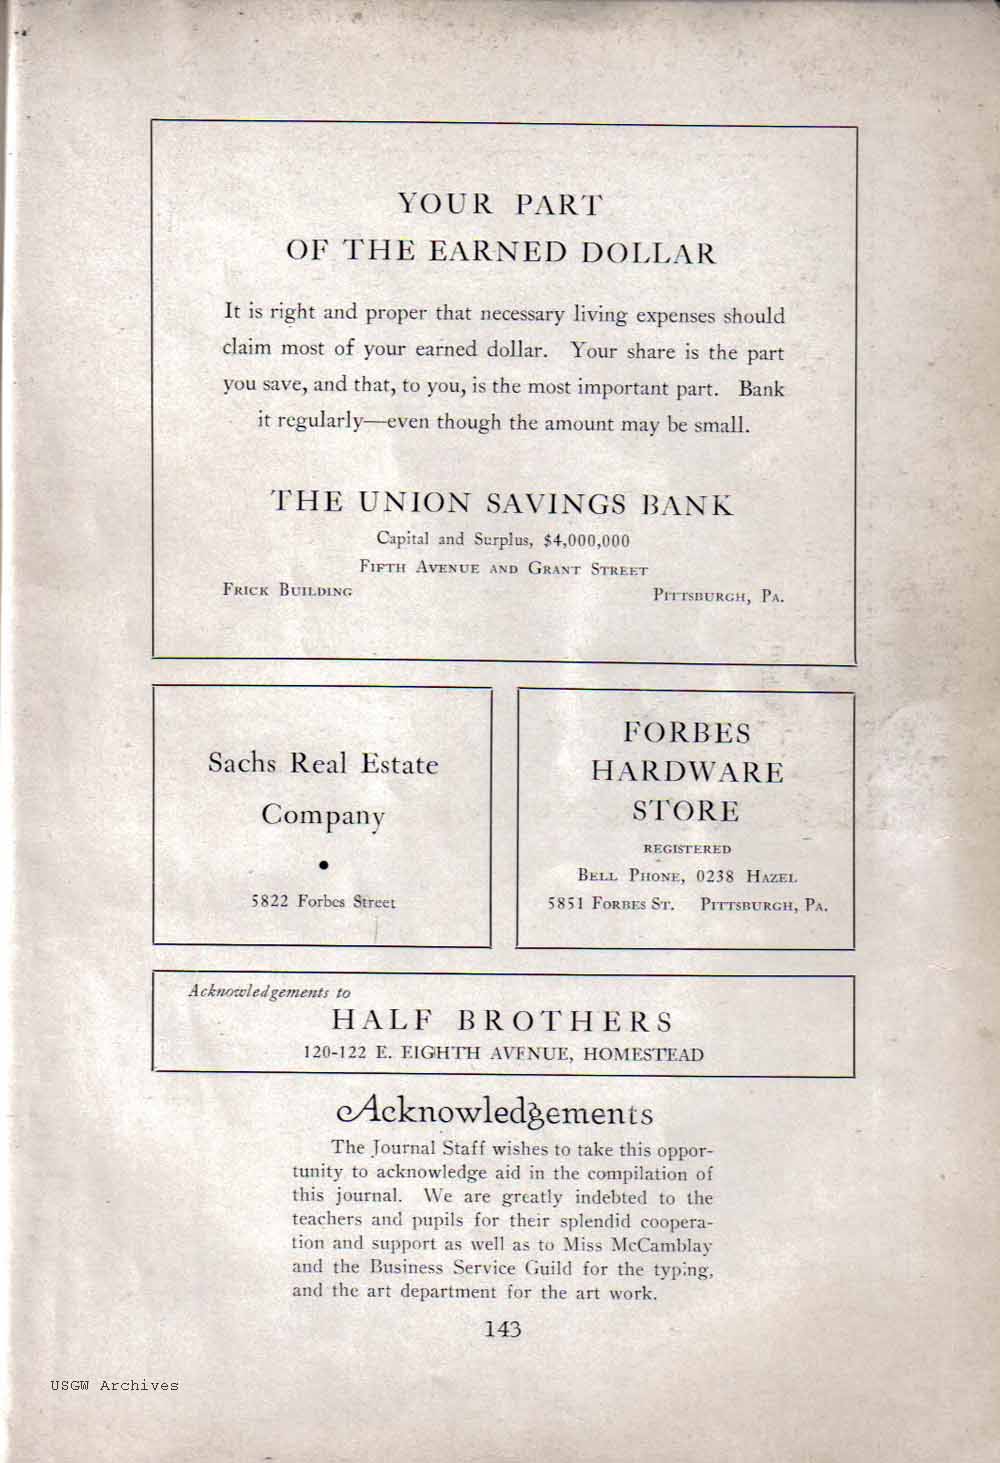 YOUR PART
OF THE EARNED DOLLAR
It is right and proper that necessary living expenses should
claim most of your earned dollar. Your share is the part
you save, and that, to you, is the most important part. Bank
it regularly—even though the amount may be small.
THE UNION SAVINGS BANK
Capital and Surplus, $4,000,000
FIFTH AVENUE AND GRANT STREET
FRICK BUILDING PITTSBURGH, PA.
Sachs Real Estate
Company
•
5822 Forbes Street
FORBES
HARDWARE
STORE
REGISTERED
BELL PHONE, 0238 HAZEL
5851 FORBES ST. PITTSBURGH, PA.
Acknowledgements to
HALF BROTHERS
120-122 E. EIGHTH AVENUE, HOMESTEAD
Acknowledgements
The Journal Staff wishes to take this oppor-
tunity to acknowledge aid in the compilation of
this journal. We are greatly indebted to the
teachers and pupils for their splendid coopera-
tion and support as well as to Miss McCamblay
and the Business Service Guild for the typing,
and the art department for the art work.
143
USGW Archives